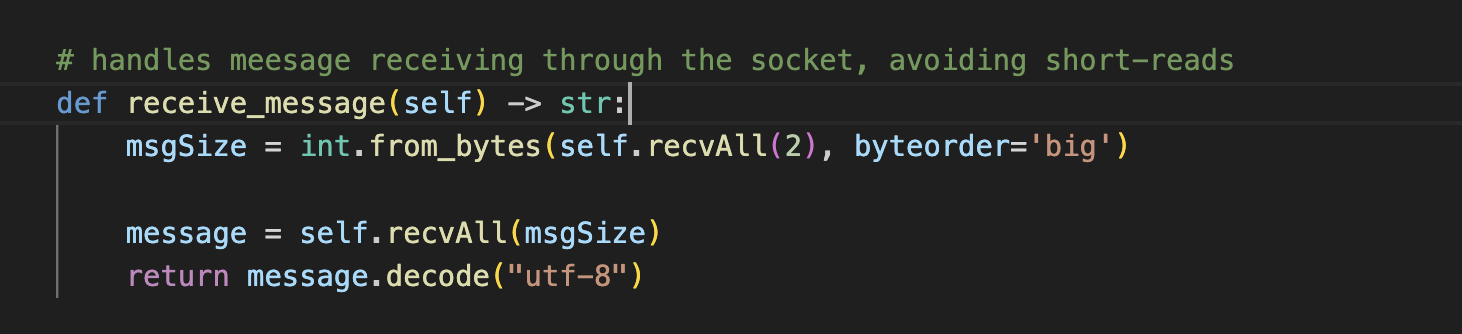 # handles meesage receiving through the socket, avoiding short-reads
def receive_message(self) -> str:
    msgSize = int.from_bytes(self.recvAll(2), byteorder='big')
    message = self.recvAll(msgSize)
    return message.decode("utf-8")